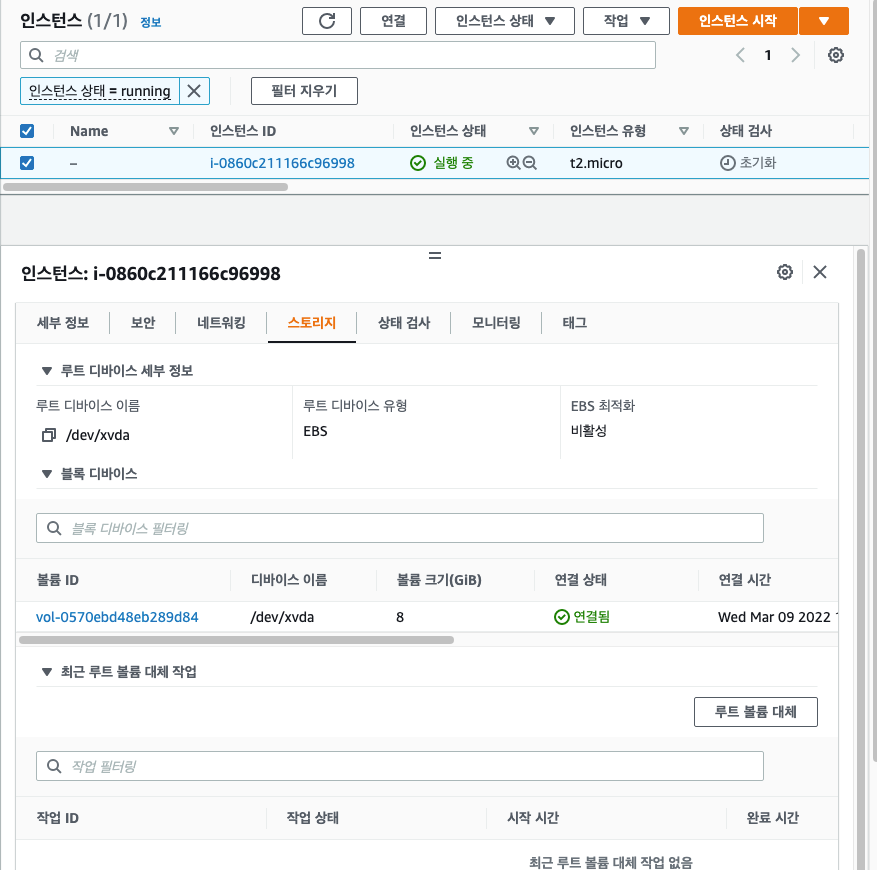 인스턴스 (1/1) 정보 연결 인스턴스 상태 작업 인스턴스 시작
검색 1
인스턴스 상태 = running 필터 지우기
Name 인스턴스 ID 인스턴스 상태 인스턴스 유형 상태 검사
– i-0860c211166c96998 실행 중 t2.micro 초기화
인스턴스: i-0860c211166c96998
세부 정보 보안 네트워킹 스토리지 상태 검사 모니터링 태그
루트 디바이스 세부 정보
루트 디바이스 이름 루트 디바이스 유형 EBS 최적화
/dev/xvda EBS 비활성
블록 디바이스
블록 디바이스 필터링
볼륨 ID 디바이스 이름 볼륨 크기(GiB) 연결 상태 연결 시간
vol-0570ebd48eb289d84 /dev/xvda 8 연결됨 Wed Mar 09 2022
최근 루트 볼륨 대체 작업
루트 볼륨 대체
작업 필터링
작업 ID 작업 상태 시작 시간 완료 시간
최근 루트 볼륨 대체 작업 없음